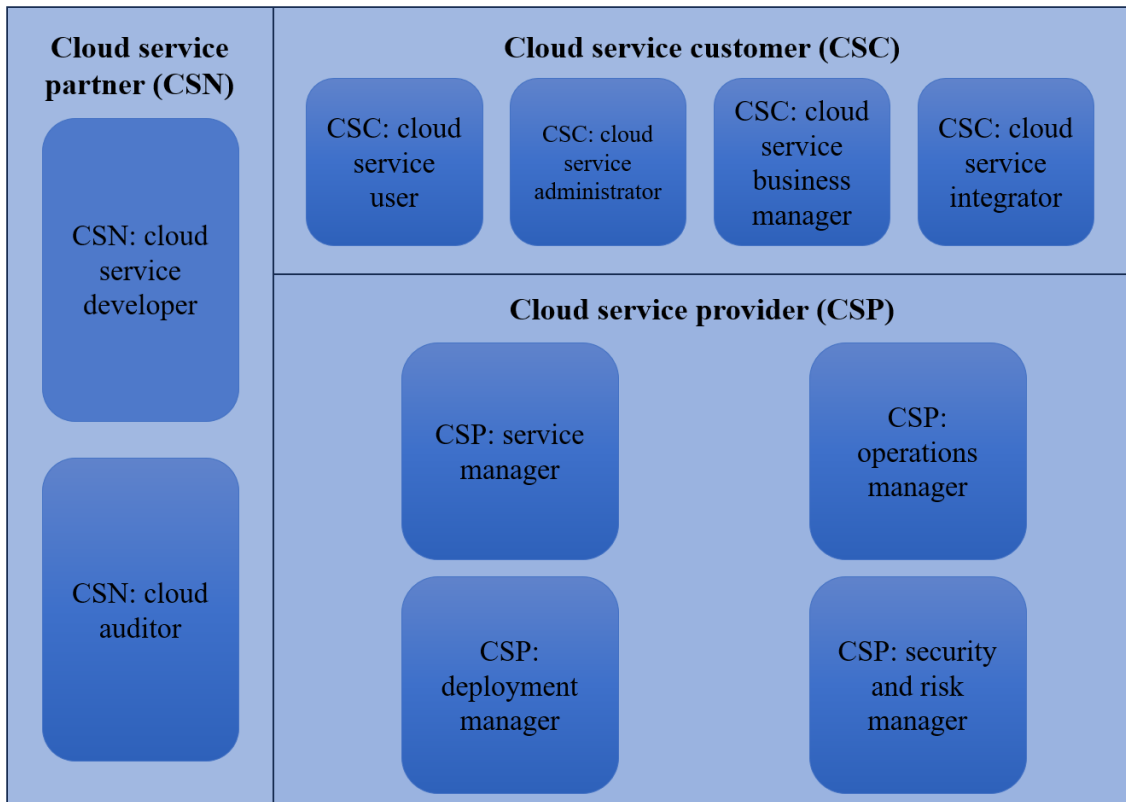 Cloud service
partner (CSN)
CSN: cloud
service
developer
CSN: cloud
auditor
Cloud service customer (CSC)
CSC: cloud
service
user
CSC: cloud
service
administrator
CSC: cloud
service
business
manager
CSC: cloud
service
integrator
Cloud service provider (CSP)
CSP: service
manager
CSP:
operations
manager
CSP:
deployment
manager
CSP: security
and risk
manager